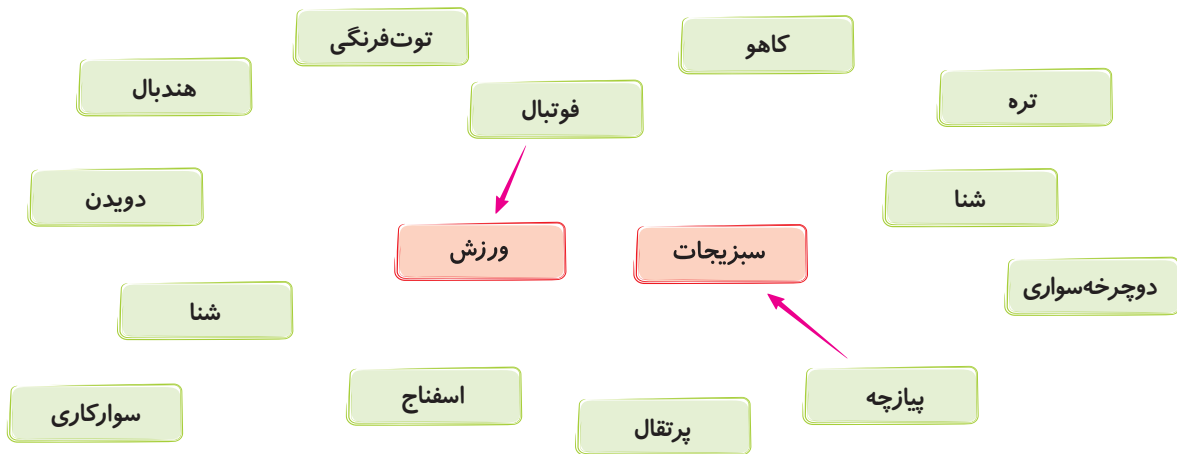 توت‌فرنگی
کاهو
هندبال
فوتبال
تره
دویدن
شنا
ورزش
سبزیجات
دوچرخه‌سواری
شنا
سوارکاری
اسفناج
پرتقال
پیازچه